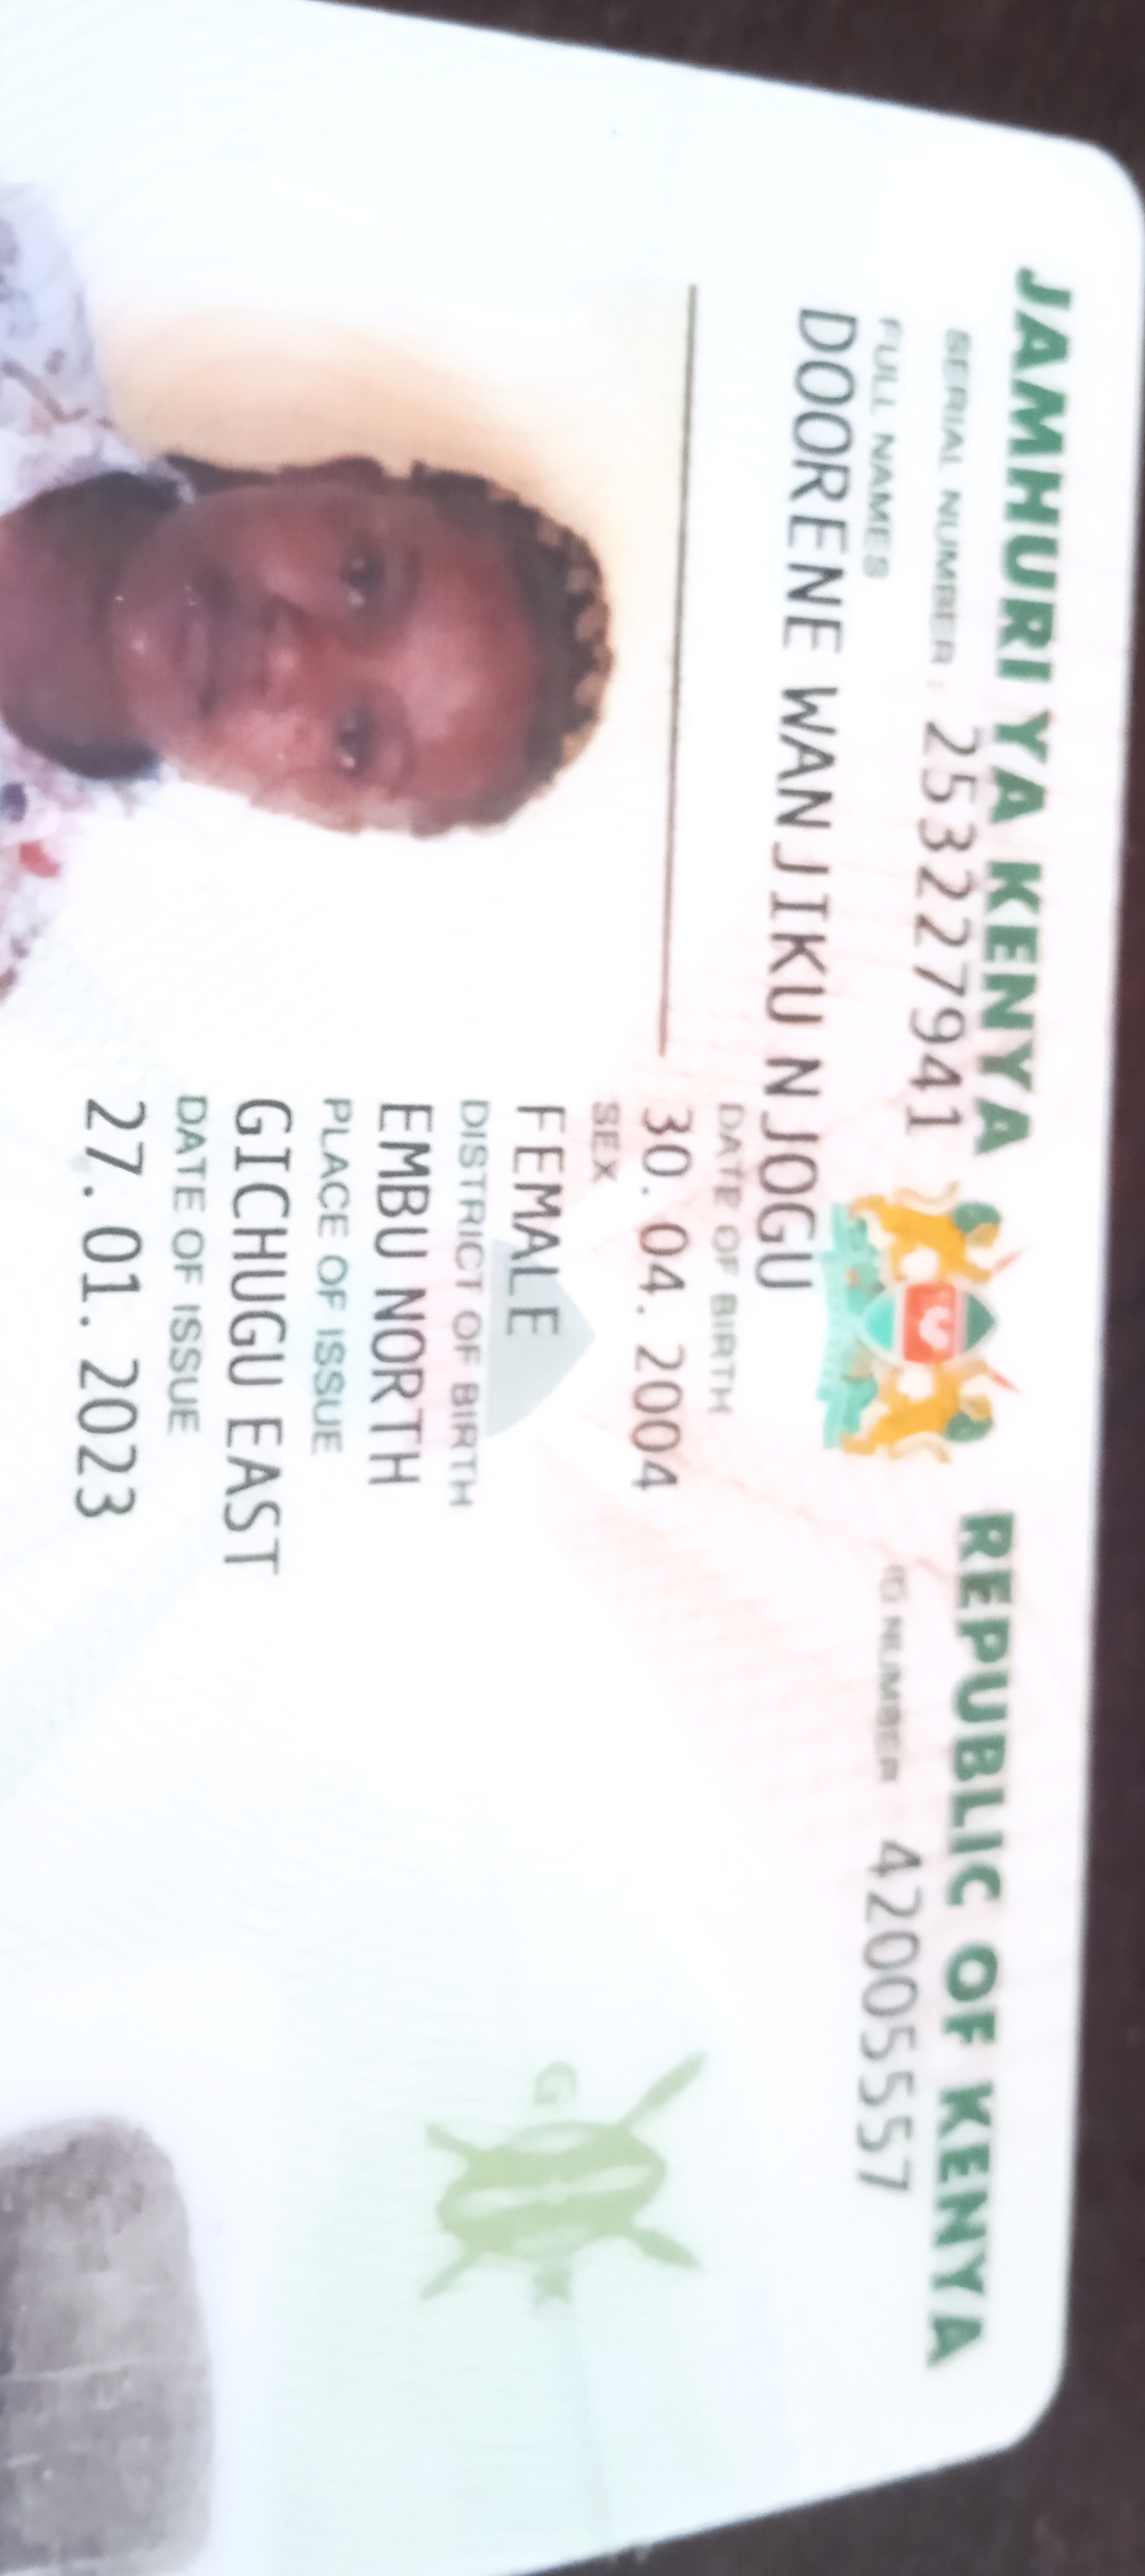 JAMHURI YA KENYA REPUBLIC OF KENYA
SERIAL NUMBER: 253227941 ID NUMBER 42005557
FULL NAMES
DOORENE WANJIKU NJOGU
DATE OF BIRTH
30. 04. 2004
SEX
FEMALE
DISTRICT OF BIRTH
EMBU NORTH
PLACE OF ISSUE
GICHUGU EAST
DATE OF ISSUE
27. 01. 2023